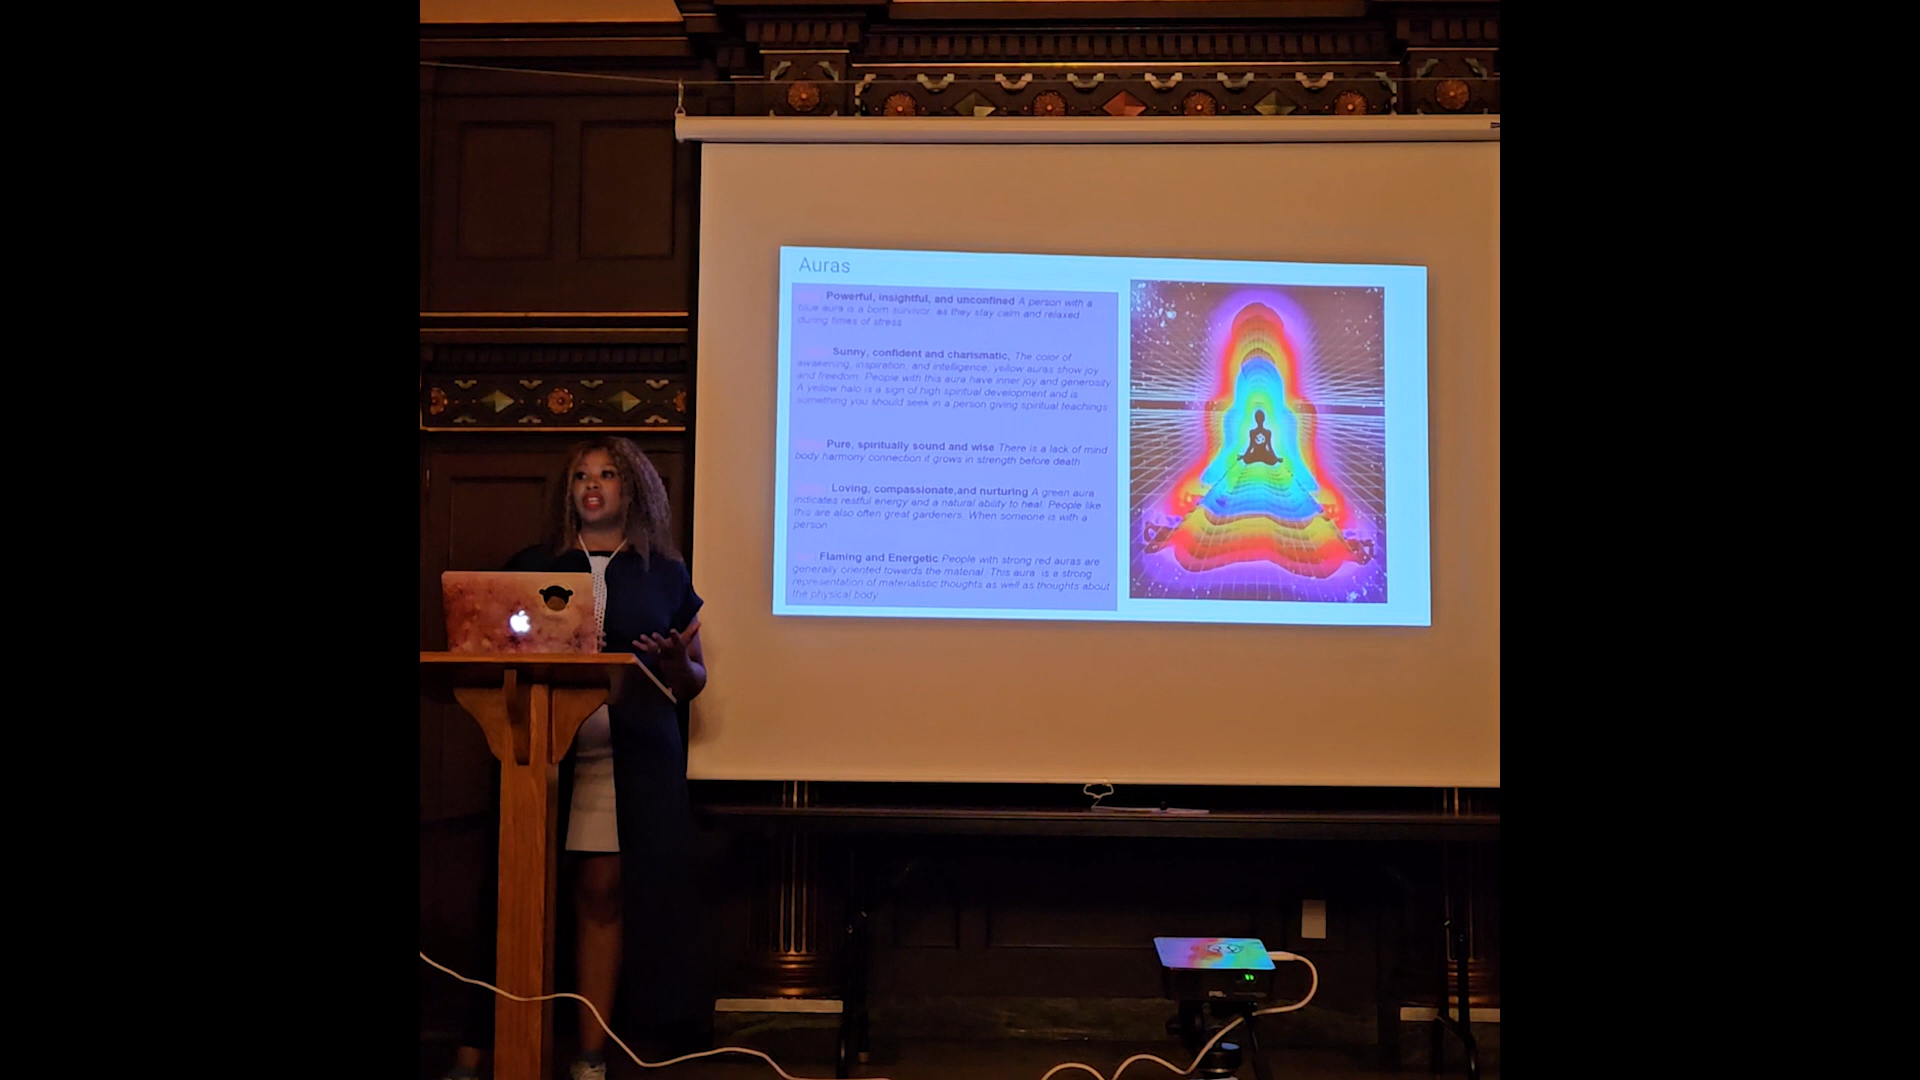 Auras
Powerful, insightful, and unconfined A person with a
blue aura is a born survivor, as they stay calm and relaxed
during times of stress
Sunny, confident and charismatic, The color of
awakening, inspiration, and intelligence, yellow auras show joy
and freedom. People with this aura have inner joy and generosity
A yellow halo is a sign of high spiritual development and is
something you should seek in a person giving spiritual teachings
Pure, spiritually sound and wise There is a lack of mind
body harmony connection it grows in strength before death
Loving, compassionate,and nurturing A green aura
indicates restful energy and a natural ability to heal. People like
this are also often great gardeners. When someone is with a
person
Flaming and Energetic People with strong red auras are
generally oriented towards the material. This aura is a strong
representation of materialistic thoughts as well as thoughts about
the physical body